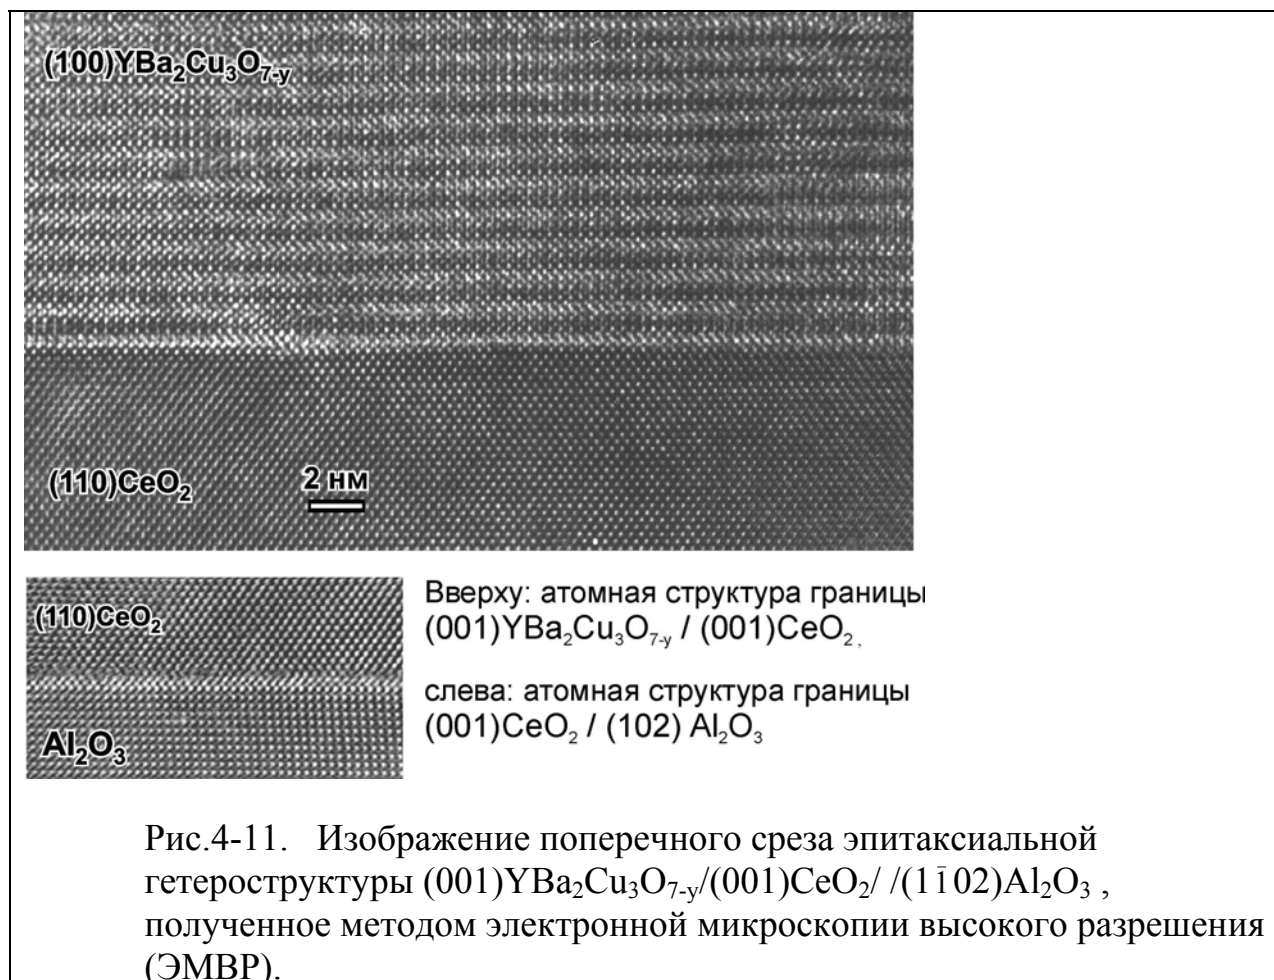 (100)YBa₂Cu₃O₇₋y
(110)CeO₂
2 нм
(110)CeO₂
Al₂O₃
Вверху: атомная структура границы
(001)YBa₂Cu₃O₇₋y / (001)CeO₂,
слева: атомная структура границы
(001)CeO₂ / (102) Al₂O₃
Рис.4-11. Изображение поперечного среза эпитаксиальной
гетероструктуры (001)YBa₂Cu₃O₇₋y/(001)CeO₂/ /(11̄02)Al₂O₃ ,
полученное методом электронной микроскопии высокого разрешения
(ЭМВР).